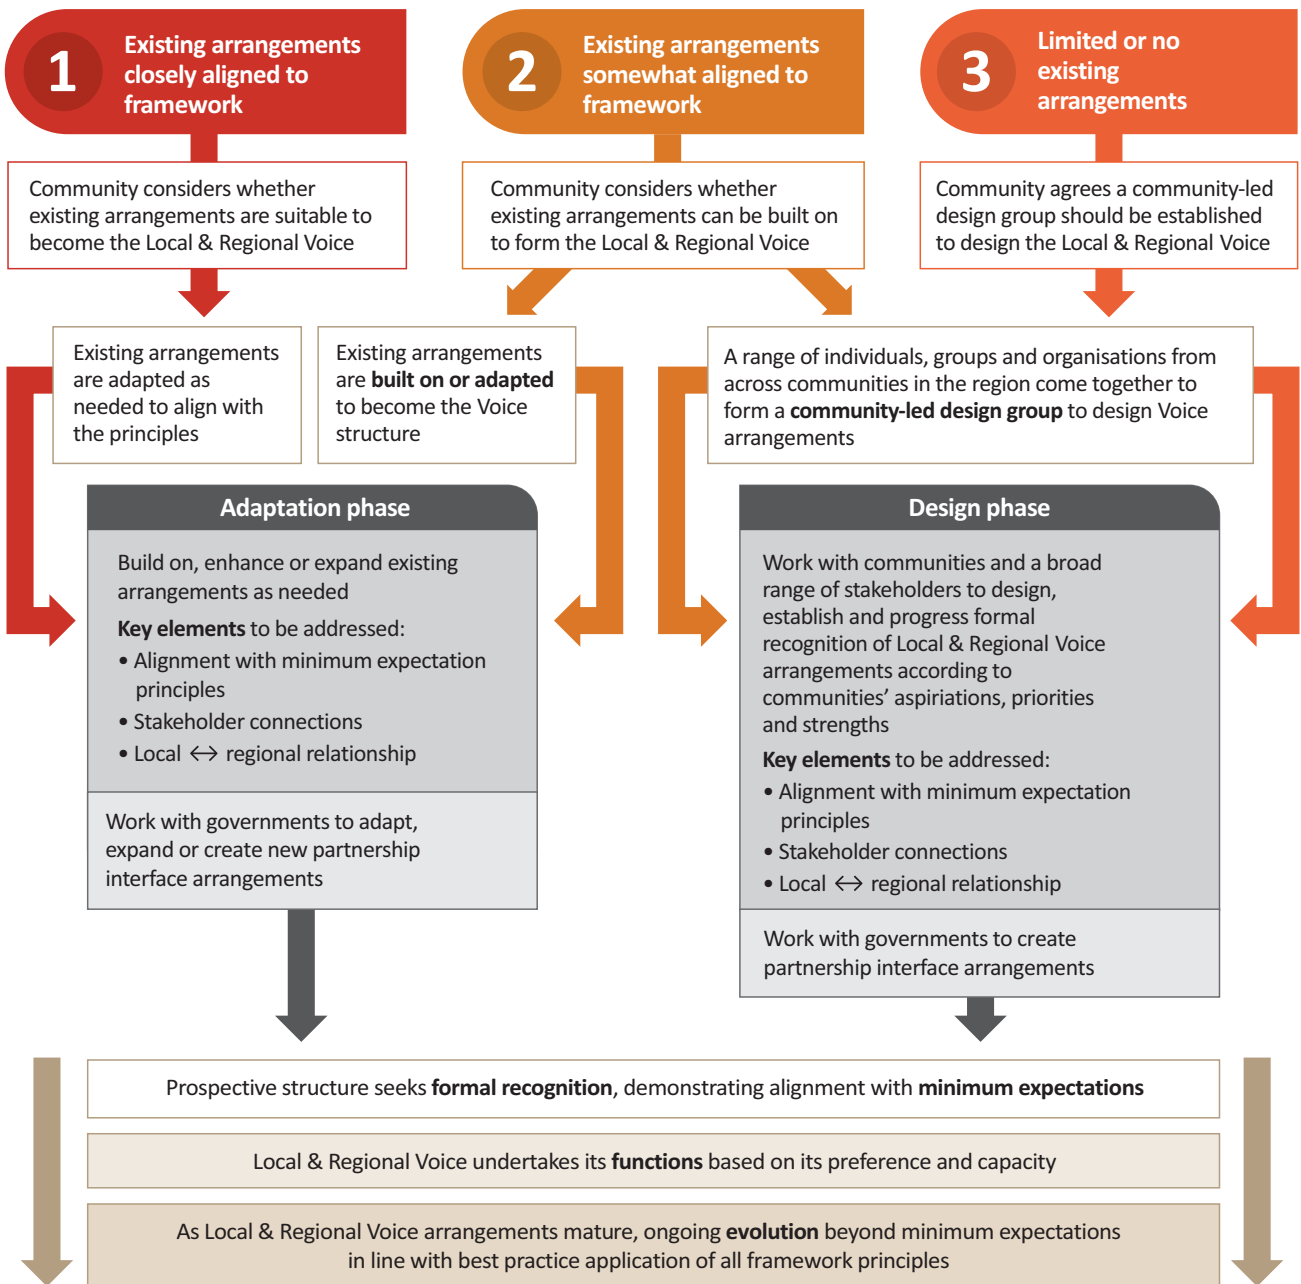 1
Existing arrangements
closely aligned to
framework
2
Existing arrangements
somewhat aligned to
framework
3
Limited or no
existing
arrangements
Community considers whether
existing arrangements are suitable to
become the Local & Regional Voice
Community considers whether
existing arrangements can be built on
to form the Local & Regional Voice
Community agrees a community-led
design group should be established
to design the Local & Regional Voice
Existing arrangements
are adapted as
needed to align with
the principles
Existing arrangements
are built on or adapted
to become the Voice
structure
A range of individuals, groups and organisations from
across communities in the region come together to
form a community-led design group to design Voice
arrangements
Adaptation phase
Build on, enhance or expand existing
arrangements as needed
Key elements to be addressed:
• Alignment with minimum expectation
principles
• Stakeholder connections
• Local ↔ regional relationship
Work with governments to adapt,
expand or create new partnership
interface arrangements
Design phase
Work with communities and a broad
range of stakeholders to design,
establish and progress formal
recognition of Local & Regional Voice
arrangements according to
communities’ aspiriations, priorities
and strengths
Key elements to be addressed:
• Alignment with minimum expectation
principles
• Stakeholder connections
• Local ↔ regional relationship
Work with governments to create
partnership interface arrangements
Prospective structure seeks formal recognition, demonstrating alignment with minimum expectations
Local & Regional Voice undertakes its functions based on its preference and capacity
As Local & Regional Voice arrangements mature, ongoing evolution beyond minimum expectations
in line with best practice application of all framework principles